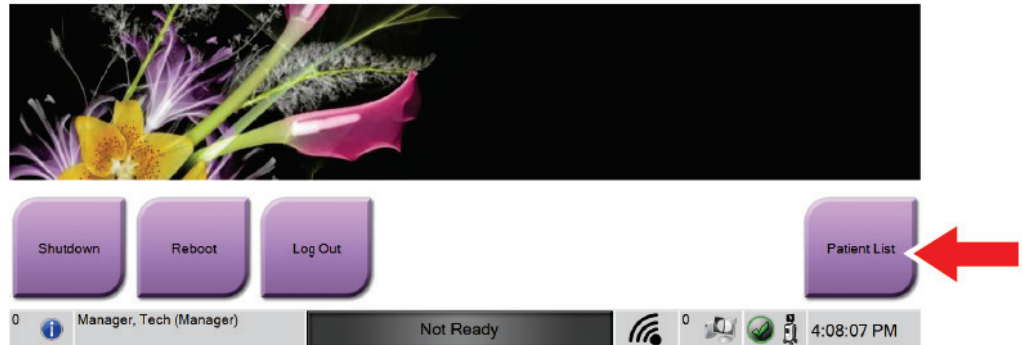 Shutdown
Reboot
Log Out
Patient List
0
Manager, Tech (Manager)
Not Ready
0
4:08:07 PM